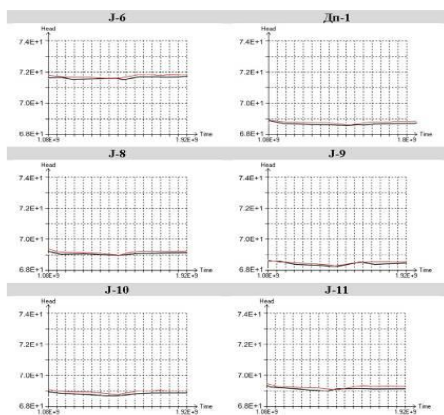 J-6
Дп-1
Head
7.4E+1
7.2E+1
7.0E+1
6.8E+1
1.08E+9
1.92E+9
Time
Head
7.4E+1
7.2E+1
7.0E+1
6.8E+1
1.08E+9
1.8E+9
Time
J-8
J-9
Head
7.4E+1
7.2E+1
7.0E+1
6.8E+1
1.08E+9
1.92E+9
Time
Head
7.4E+1
7.2E+1
7.0E+1
6.8E+1
1.08E+9
1.92E+9
Time
J-10
J-11
Head
7.4E+1
7.2E+1
7.0E+1
6.8E+1
1.08E+9
1.92E+9
Time
Head
7.4E+1
7.2E+1
7.0E+1
6.8E+1
1.08E+9
1.92E+9
Time